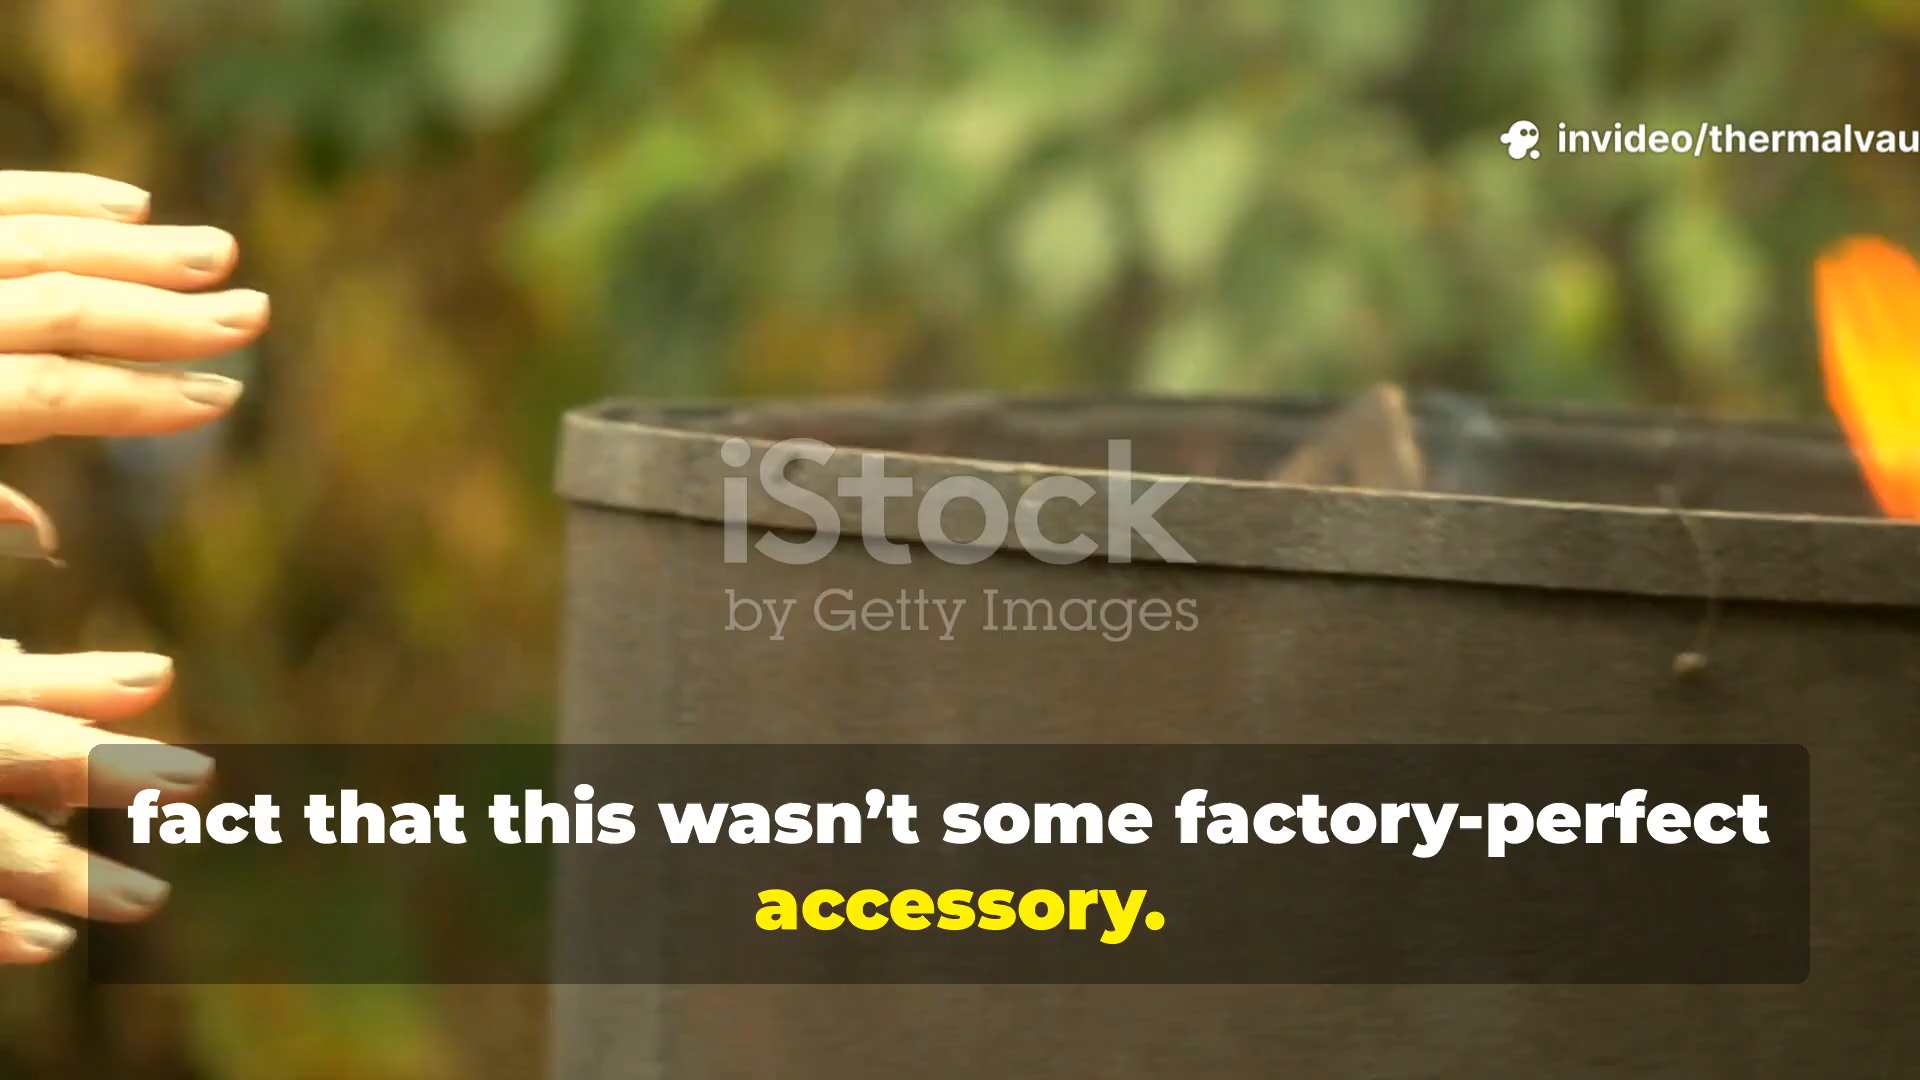 invideo/thermalvau
iStock
by Getty Images
fact that this wasn’t some factory-perfect
accessory.